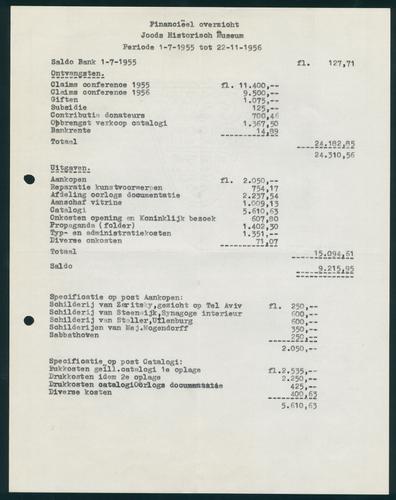 Financieel overzicht
Joods Historisch Museum
Periode 1-7-1955 tot 22-11-1956
Saldo Bank 1-7-1955 fl. 127,71
Ontvangsten.
Claims conference 1955 fl. 11.400,--
Claims conference 1956 9.500,--
Giften 1.075,--
Subsidie 125,--
Contributie donateurs 700,46
Opbrengst verkoop catalogi 1.367,50
Bankrente 14,89
Totaal 24.182,85
24.310,56
Uitgaven.
Aankopen fl. 2.050,--
Reparatie kunstvoorwerpen 754,17
Afdeling oorlogs documentatie 2.237,54
Aanschaf vitrine 1.009,13
Catalogi 5.610,63
Onkosten opening en Koninklijk bezoek 607,80
Propaganda (folder) 1.402,30
Typ- en administratiekosten 1.351,--
Diverse onkosten 71,07
Totaal 15.094,61
Saldo 9.215,95
Specificatie op post Aankopen:
Schilderij van Zaritsky,gezicht op Tel Aviv fl. 250,--
Schilderij van Steenwijk,Synagoge interieur 600,--
Schilderij van Staller,Uilenburg 600,--
Schilderijen van Mej.Hogendorff 350,--
Sabbathoven 250,--
2.050,--
Specificatie op post Catalogi:
Dukkosten geill.catalogi 1e oplage fl.2.535,--
Drukkosten idem 2e oplage 2.250,--
Drukkosten catalogiOorlogs documentatie 425,--
Diverse kosten 400,63
5.610,63